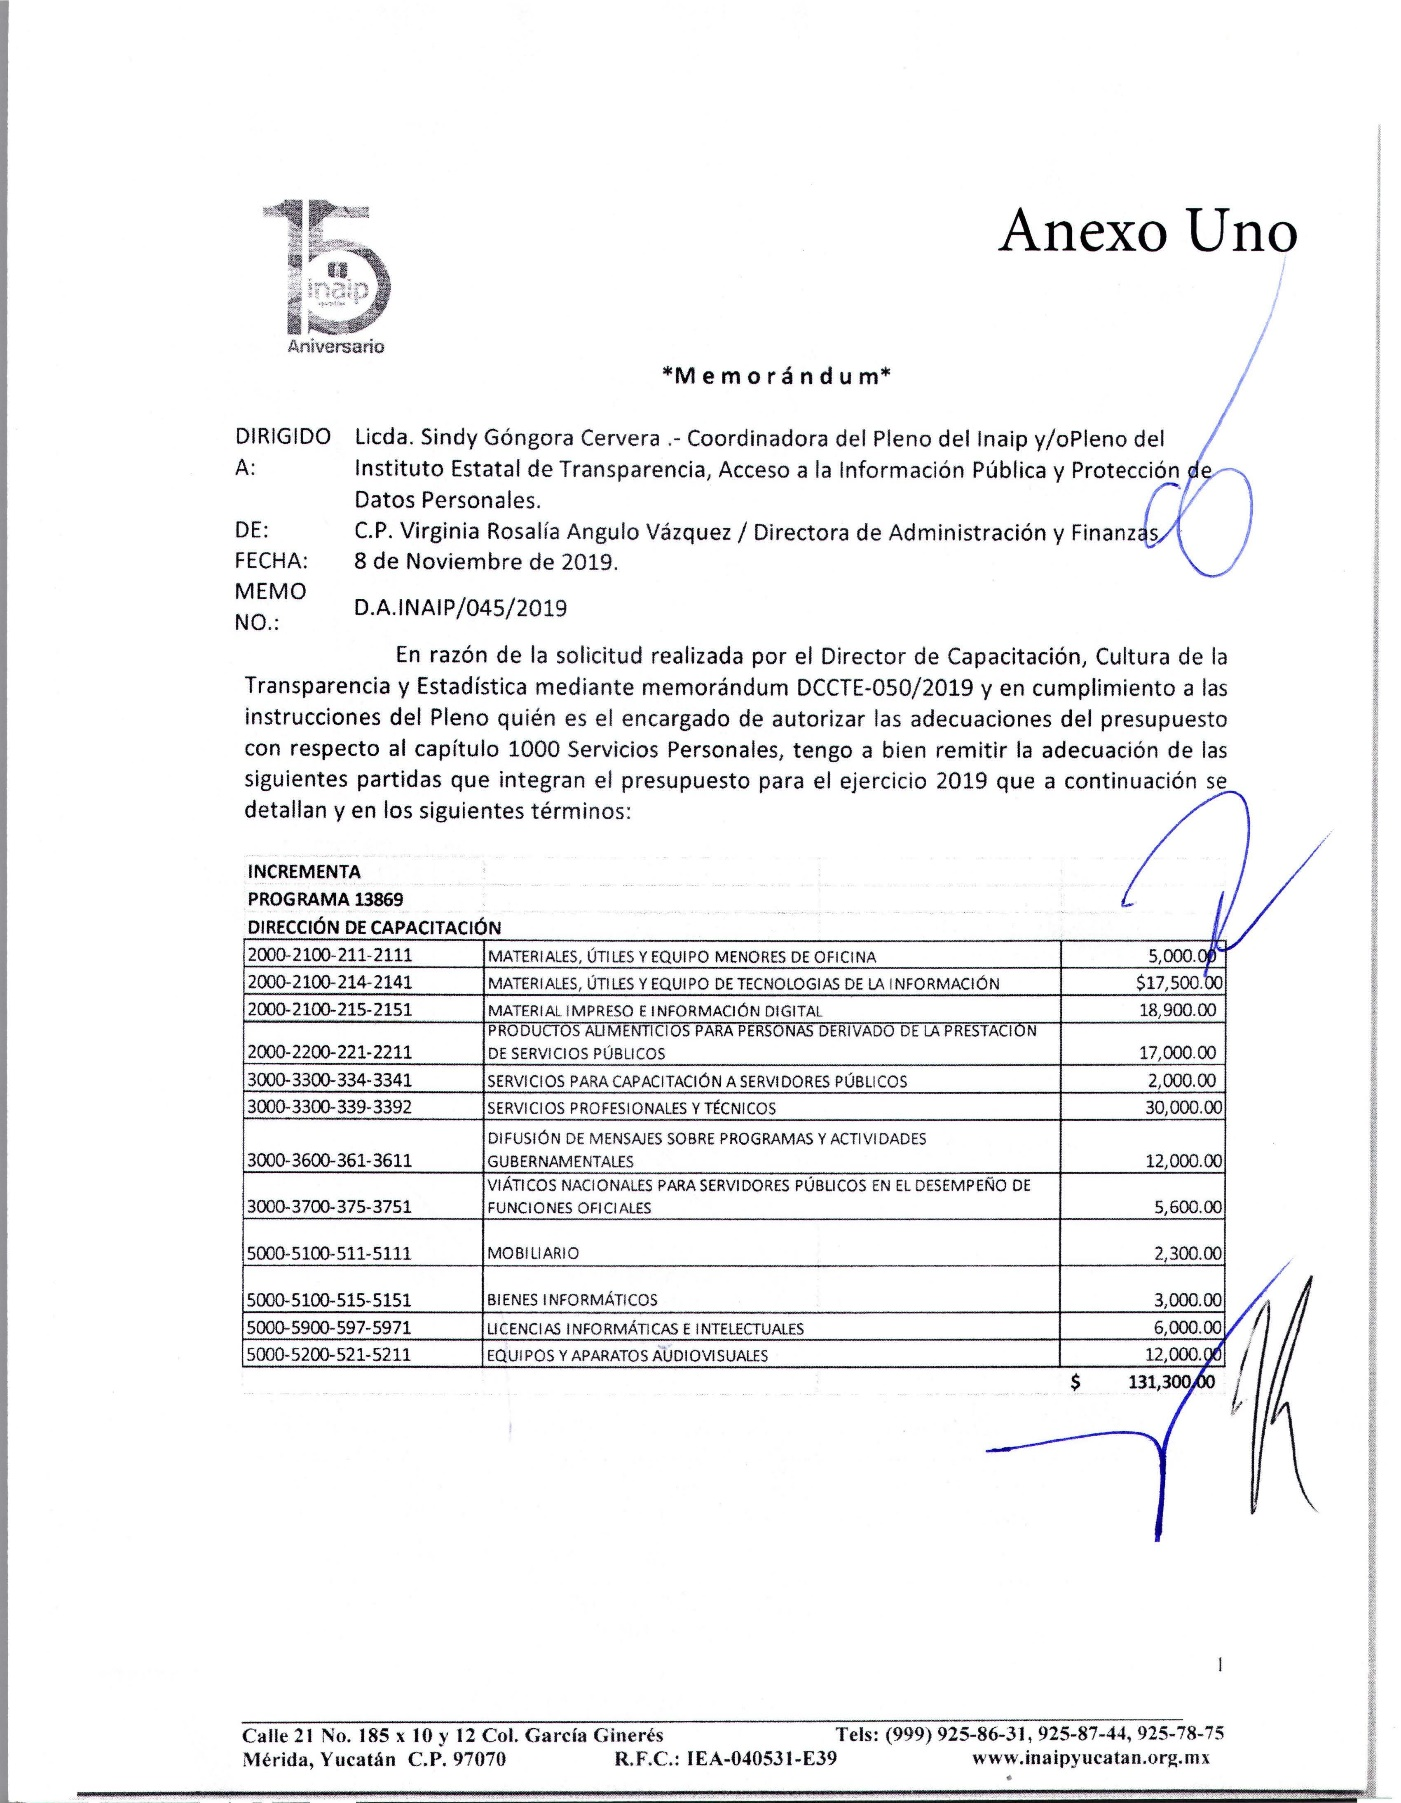 Anexo Uno
15
inaip
Aniversario
*Memorándum*
DIRIGIDO A: Licda. Sindy Góngora Cervera .- Coordinadora del Pleno del Inaip y/oPleno del
Instituto Estatal de Transparencia, Acceso a la Información Pública y Protección de
Datos Personales.
DE: C.P. Virginia Rosalía Angulo Vázquez / Directora de Administración y Finanzas
FECHA: 8 de Noviembre de 2019.
MEMO NO.: D.A.INAIP/045/2019
En razón de la solicitud realizada por el Director de Capacitación, Cultura de la
Transparencia y Estadística mediante memorándum DCCTE-050/2019 y en cumplimiento a las
instrucciones del Pleno quién es el encargado de autorizar las adecuaciones del presupuesto
con respecto al capítulo 1000 Servicios Personales, tengo a bien remitir la adecuación de las
siguientes partidas que integran el presupuesto para el ejercicio 2019 que a continuación se
detallan y en los siguientes términos:
INCREMENTA
PROGRAMA 13869
DIRECCIÓN DE CAPACITACIÓN
2000-2100-211-2111 MATERIALES, ÚTILES Y EQUIPO MENORES DE OFICINA 5,000.00
2000-2100-214-2141 MATERIALES, ÚTILES Y EQUIPO DE TECNOLOGIAS DE LA INFORMACIÓN $17,500.00
2000-2100-215-2151 MATERIAL IMPRESO E INFORMACIÓN DIGITAL 18,900.00
PRODUCTOS ALIMENTICIOS PARA PERSONAS DERIVADO DE LA PRESTACIÓN
2000-2200-221-2211 DE SERVICIOS PÚBLICOS 17,000.00
3000-3300-334-3341 SERVICIOS PARA CAPACITACIÓN A SERVIDORES PÚBLICOS 2,000.00
3000-3300-339-3392 SERVICIOS PROFESIONALES Y TÉCNICOS 30,000.00
DIFUSIÓN DE MENSAJES SOBRE PROGRAMAS Y ACTIVIDADES
3000-3600-361-3611 GUBERNAMENTALES 12,000.00
VIÁTICOS NACIONALES PARA SERVIDORES PÚBLICOS EN EL DESEMPEÑO DE
3000-3700-375-3751 FUNCIONES OFICIALES 5,600.00
5000-5100-511-5111 MOBILIARIO 2,300.00
5000-5100-515-5151 BIENES INFORMÁTICOS 3,000.00
5000-5900-597-5971 LICENCIAS INFORMÁTICAS E INTELECTUALES 6,000.00
5000-5200-521-5211 EQUIPOS Y APARATOS AUDIOVISUALES 12,000.00
$ 131,300.00
1
Calle 21 No. 185 x 10 y 12 Col. García Ginerés Tels: (999) 925-86-31, 925-87-44, 925-78-75
Mérida, Yucatán C.P. 97070 R.F.C.: IEA-040531-E39 www.inaipyucatan.org.mx